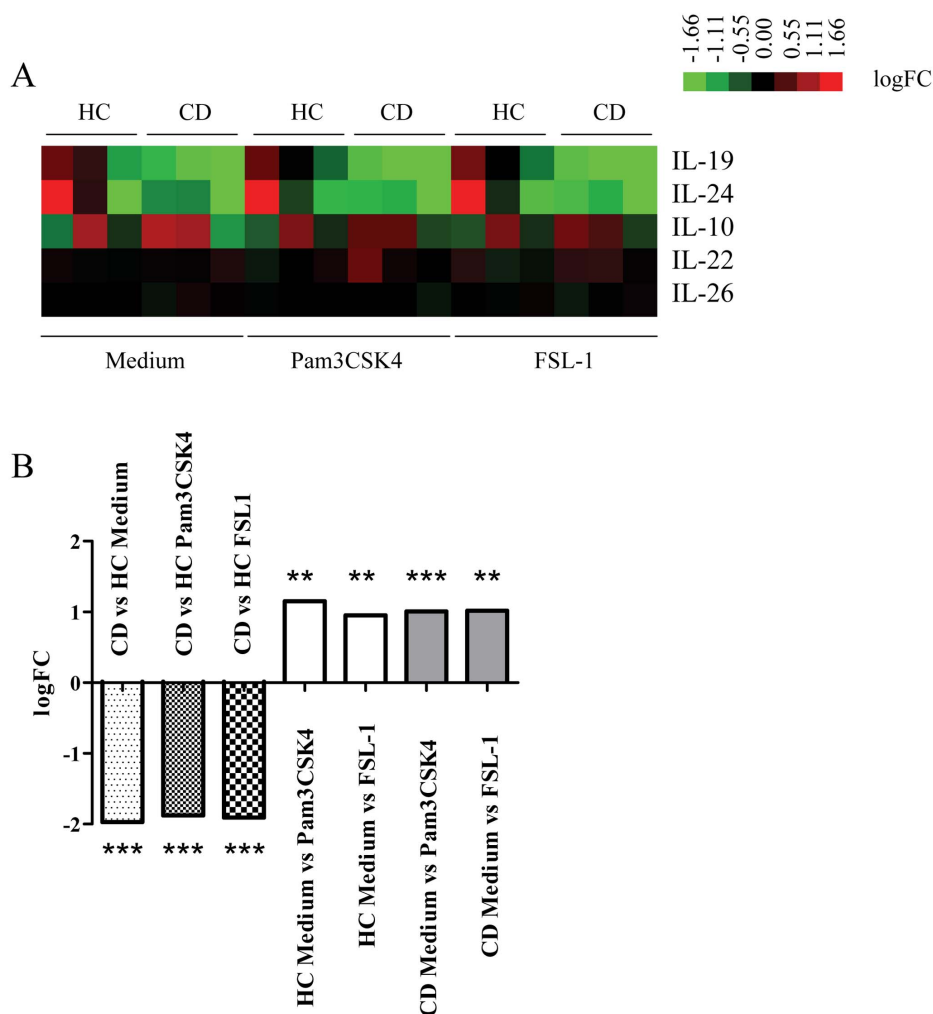 -1.66
-1.11
-0.55
0.00
0.55
1.11
1.66
logFC
A
HC CD HC CD HC CD
IL-19
IL-24
IL-10
IL-22
IL-26
Medium Pam3CSK4 FSL-1
B
CD vs HC Medium
CD vs HC Pam3CSK4
CD vs HC FSL1
logFC
2
1
0
-1
-2
** ** *** **
*** *** ***
HC Medium vs Pam3CSK4
HC Medium vs FSL-1
CD Medium vs Pam3CSK4
CD Medium vs FSL-1